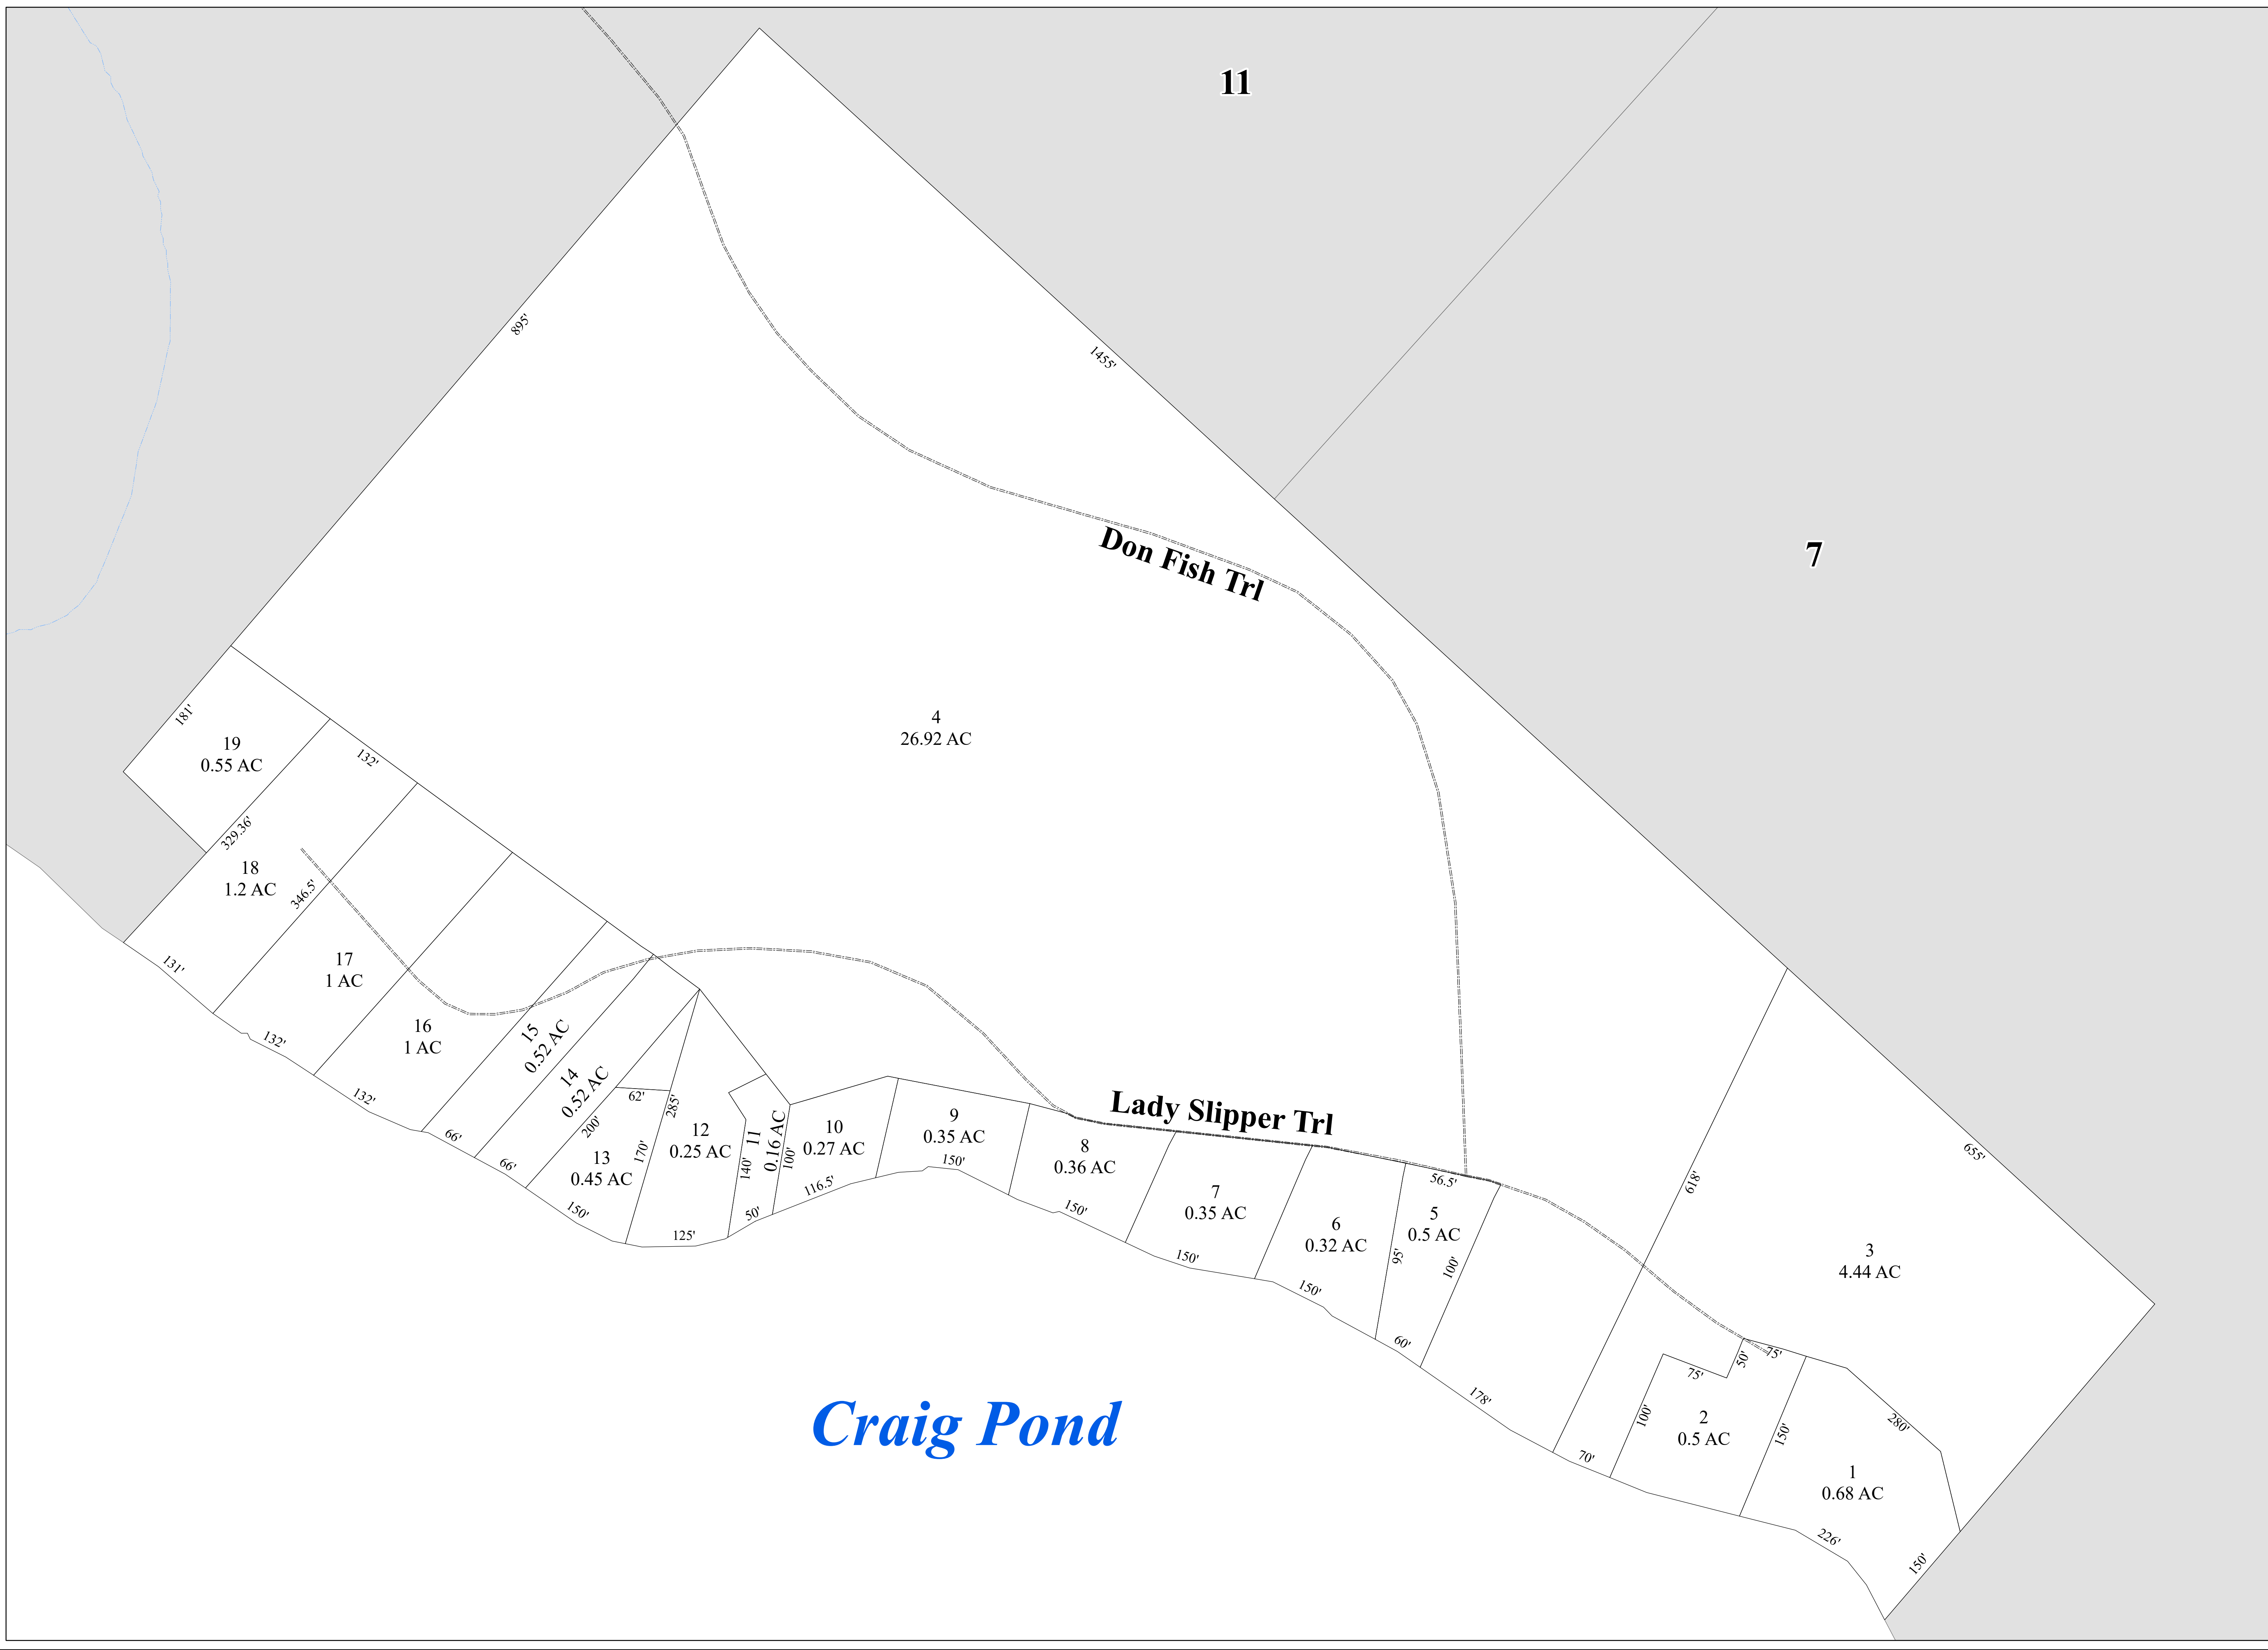 11
7
895'
1455'
Don Fish Trl
4
26.92 AC
181'
19
0.55 AC
132'
329.36'
18
1.2 AC
346.5'
131'
17
1 AC
132'
16
1 AC
132'
15
0.52 AC
66'
14
0.52 AC
66'
62'
200'
285'
170'
13
0.45 AC
150'
12
0.25 AC
125'
140'
11
0.16 AC
100'
50'
10
0.27 AC
116.5'
9
0.35 AC
150'
Lady Slipper Trl
8
0.36 AC
150'
7
0.35 AC
150'
6
0.32 AC
150'
56.5'
5
0.5 AC
95'
100'
60'
178'
618'
655'
3
4.44 AC
70'
75'
50'
75'
100'
2
0.5 AC
150'
280'
1
0.68 AC
226'
150'
Craig Pond